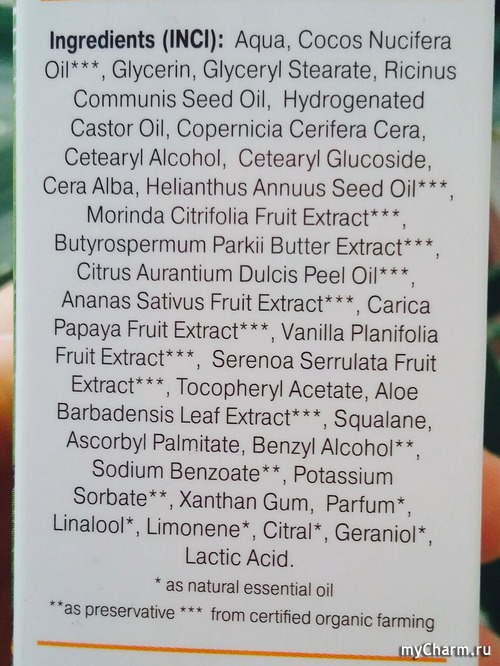 Ingredients (INCI): Aqua, Cocos Nucifera
Oil***, Glycerin, Glyceryl Stearate, Ricinus
Communis Seed Oil, Hydrogenated
Castor Oil, Copernicia Cerifera Cera,
Cetearyl Alcohol, Cetearyl Glucoside,
Cera Alba, Helianthus Annuus Seed Oil***,
Morinda Citrifolia Fruit Extract***,
Butyrospermum Parkii Butter Extract***,
Citrus Aurantium Dulcis Peel Oil***,
Ananas Sativus Fruit Extract***, Carica
Papaya Fruit Extract***, Vanilla Planifolia
Fruit Extract***, Serenoa Serrulata Fruit
Extract***, Tocopheryl Acetate, Aloe
Barbadensis Leaf Extract***, Squalane,
Ascorbyl Palmitate, Benzyl Alcohol**,
Sodium Benzoate**, Potassium
Sorbate**, Xanthan Gum, Parfum*,
Linalool*, Limonene*, Citral*, Geraniol*,
Lactic Acid.
* as natural essential oil
**as preservative *** from certified organic farming
myCharm.ru